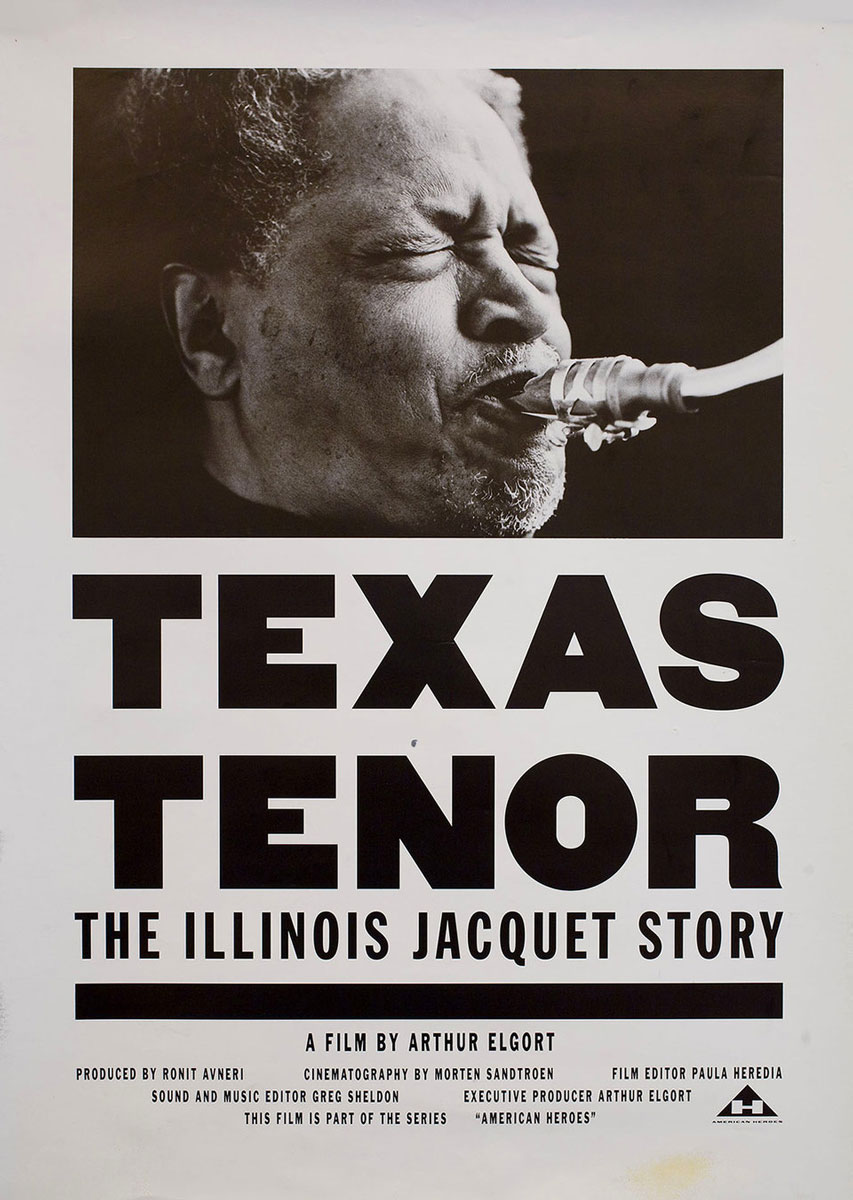 TEXAS
TENOR
THE ILLINOIS JACQUET STORY
A FILM BY ARTHUR ELGORT
PRODUCED BY RONIT AVNERI CINEMATOGRAPHY BY MORTEN SANDTROEN FILM EDITOR PAULA HEREDIA
SOUND AND MUSIC EDITOR GREG SHELDON EXECUTIVE PRODUCER ARTHUR ELGORT
THIS FILM IS PART OF THE SERIES "AMERICAN HEROES"
H
AMERICAN HEROES